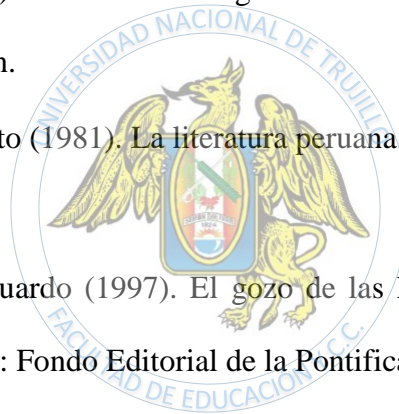 UNIVERSIDAD NACIONAL DE TRUJILLO
n.
to (1981). La literatura peruana
1824
uardo (1997). El gozo de las
: Fondo Editorial de la Pontifica
FACULTAD DE EDUCACIÓN Y C.C.